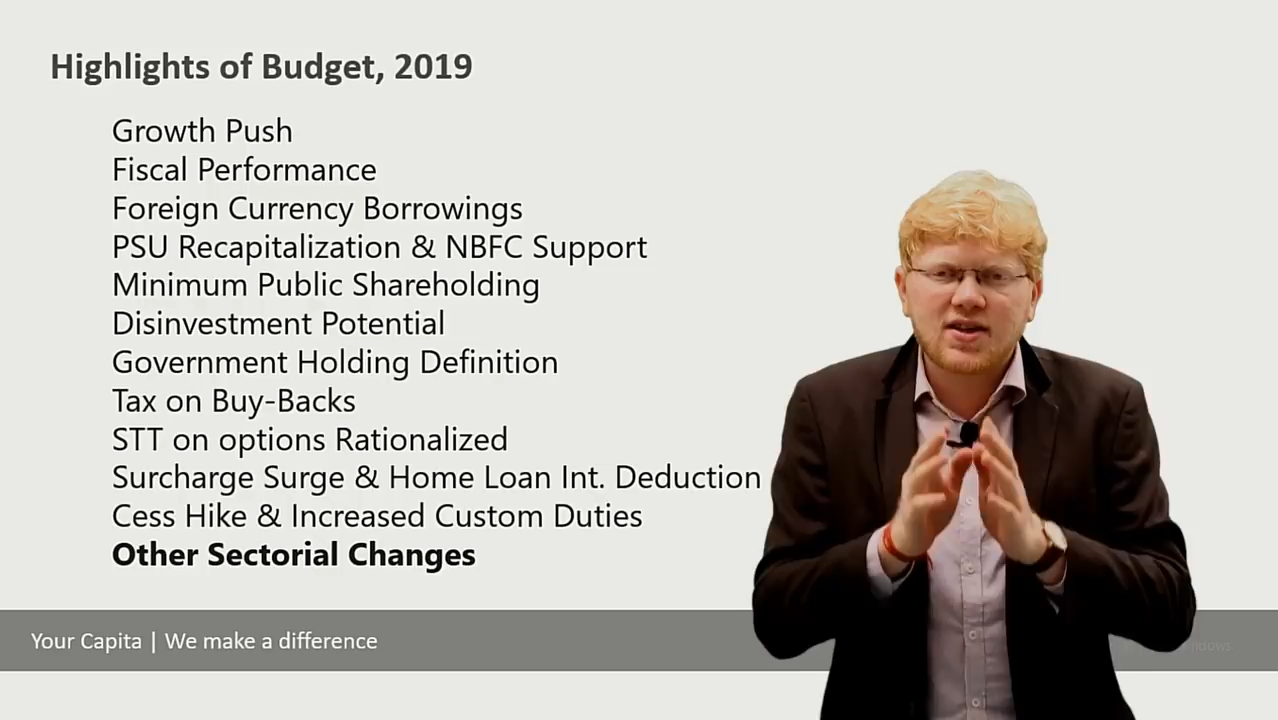 Highlights of Budget, 2019
Growth Push
Fiscal Performance
Foreign Currency Borrowings
PSU Recapitalization & NBFC Support
Minimum Public Shareholding
Disinvestment Potential
Government Holding Definition
Tax on Buy-Backs
STT on options Rationalized
Surcharge Surge & Home Loan Int. Deduction
Cess Hike & Increased Custom Duties
Other Sectorial Changes
Your Capita | We make a difference